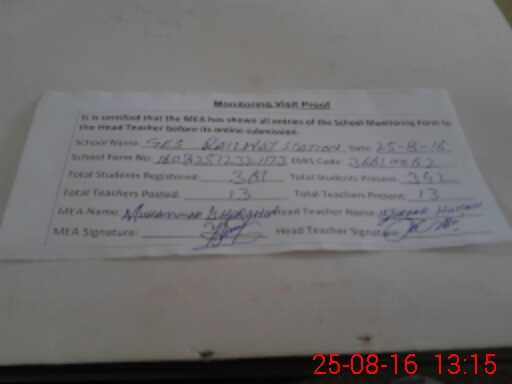 Monitoring Visit Proof
It is certified that the MEA has shown all entries of the School Monitoring Form to
the Head Teacher before its online submission.
School Name: GES RAILWAY STATION Date: 25-8-16
School Form No: EMIS Code:
Total Students Registered: 361 Total Students Present: 342
Total Teachers Posted: 13 Total Teachers Present: 13
MEA Name: Muhammad Head Teacher Name:
MEA Signature: Head Teacher Signature
25-08-16 13:15